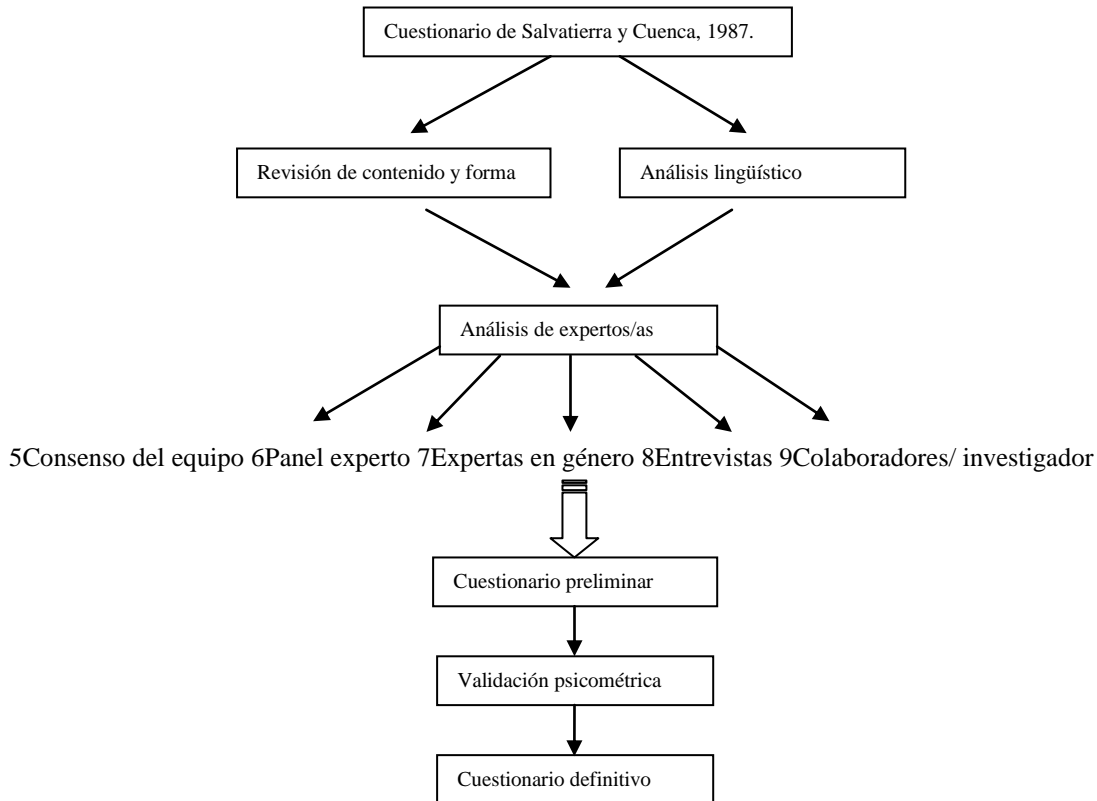 Cuestionario de Salvatierra y Cuenca, 1987.
Revisión de contenido y forma
Análisis lingüístico
Análisis de expertos/as
5Consenso del equipo 6Panel experto 7Expertas en género 8Entrevistas 9Colaboradores/ investigador
Cuestionario preliminar
Validación psicométrica
Cuestionario definitivo